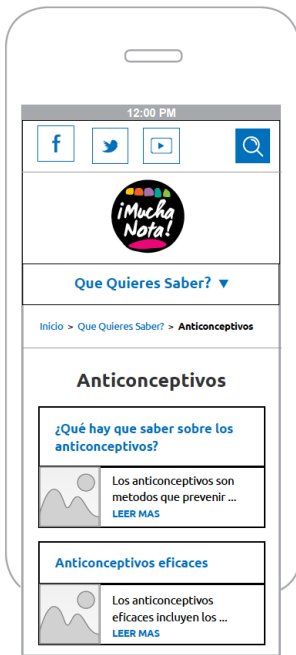 12:00 PM
f
¡Mucha
Nota!
Que Quieres Saber? ▼
Inicio > Que Quieres Saber? > Anticonceptivos
Anticonceptivos
¿Qué hay que saber sobre los
anticonceptivos?
Los anticonceptivos son
metodos que prevenir ...
LEER MAS
Anticonceptivos eficaces
Los anticonceptivos
eficaces incluyen los ...
LEER MAS